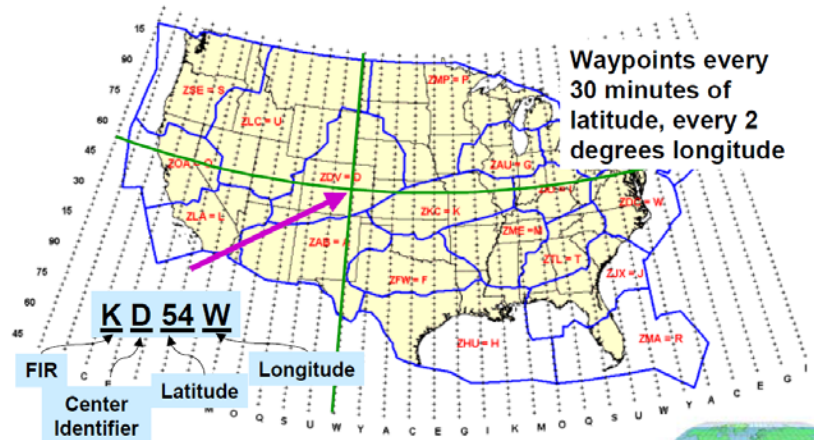 Waypoints every
30 minutes of
latitude, every 2
degrees longitude
15
90
75
60
45
30
15
90
75
60
45
ZSE = S
ZLC = U
ZMP = P
ZOA = O
ZDV = D
ZAU = G
ZLA = L
ZKC = K
ZDC = W
ZAB = A
ZME = M
ZFW = F
ZTL = T
ZJX = J
ZHU = H
ZMA = R
K D 54 W
FIR
Center
Identifier
Latitude
Longitude
C
M O Q S U W Y A C E G I K M O Q S U W Y A C E G I